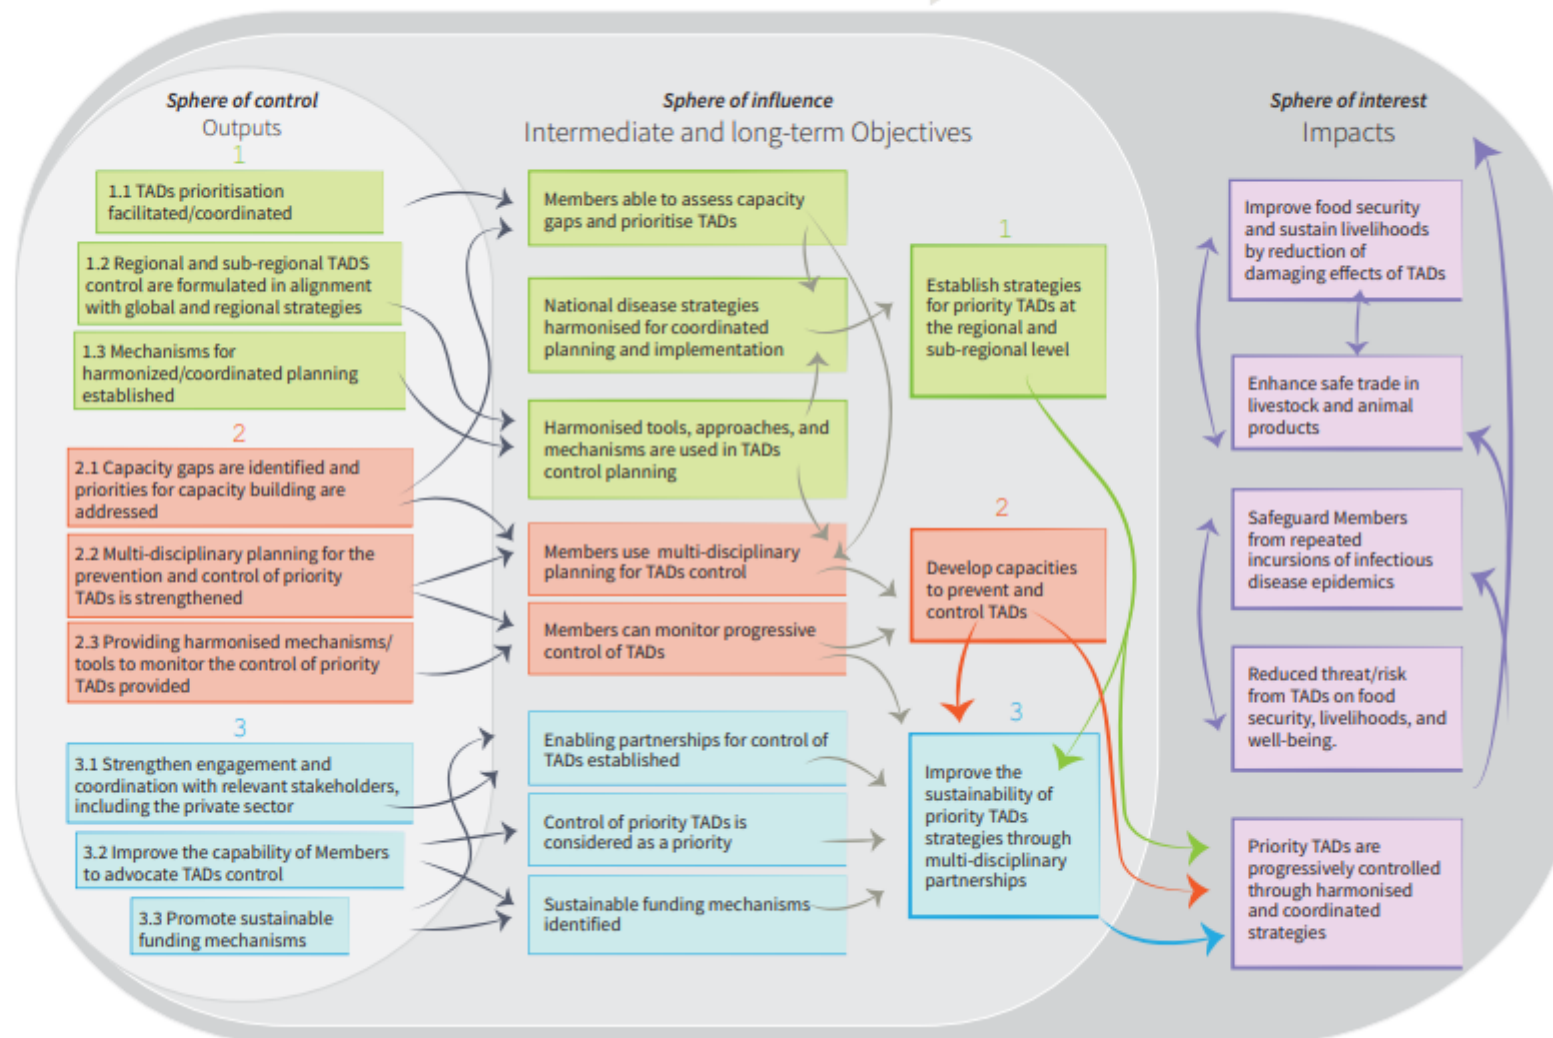 Sphere of control
Outputs
1
1.1 TADs prioritisation
facilitated/coordinated
1.2 Regional and sub-regional TADS
control are formulated in alignment
with global and regional strategies
1.3 Mechanisms for
harmonized/coordinated planning
established
2
2.1 Capacity gaps are identified and
priorities for capacity building are
addressed
2.2 Multi-disciplinary planning for the
prevention and control of priority
TADs is strengthened
2.3 Providing harmonised mechanisms/
tools to monitor the control of priority
TADs provided
3
3.1 Strengthen engagement and
coordination with relevant stakeholders,
including the private sector
3.2 Improve the capability of Members
to advocate TADs control
3.3 Promote sustainable
funding mechanisms
Sphere of influence
Intermediate and long-term Objectives
Members able to assess capacity
gaps and prioritise TADs
National disease strategies
harmonised for coordinated
planning and implementation
Harmonised tools, approaches, and
mechanisms are used in TADs
control planning
Members use multi-disciplinary
planning for TADs control
Members can monitor progressive
control of TADs
Enabling partnerships for control of
TADs established
Control of priority TADs is
considered as a priority
Sustainable funding mechanisms
identified
1
Establish strategies
for priority TADs at
the regional and
sub-regional level
2
Develop capacities
to prevent and
control TADs
3
Improve the
sustainability of
priority TADs
strategies through
multi-disciplinary
partnerships
Sphere of interest
Impacts
Improve food security
and sustain livelihoods
by reduction of
damaging effects of TADs
Enhance safe trade in
livestock and animal
products
Safeguard Members
from repeated
incursions of infectious
disease epidemics
Reduced threat/risk
from TADs on food
security, livelihoods, and
well-being.
Priority TADs are
progressively controlled
through harmonised
and coordinated
strategies